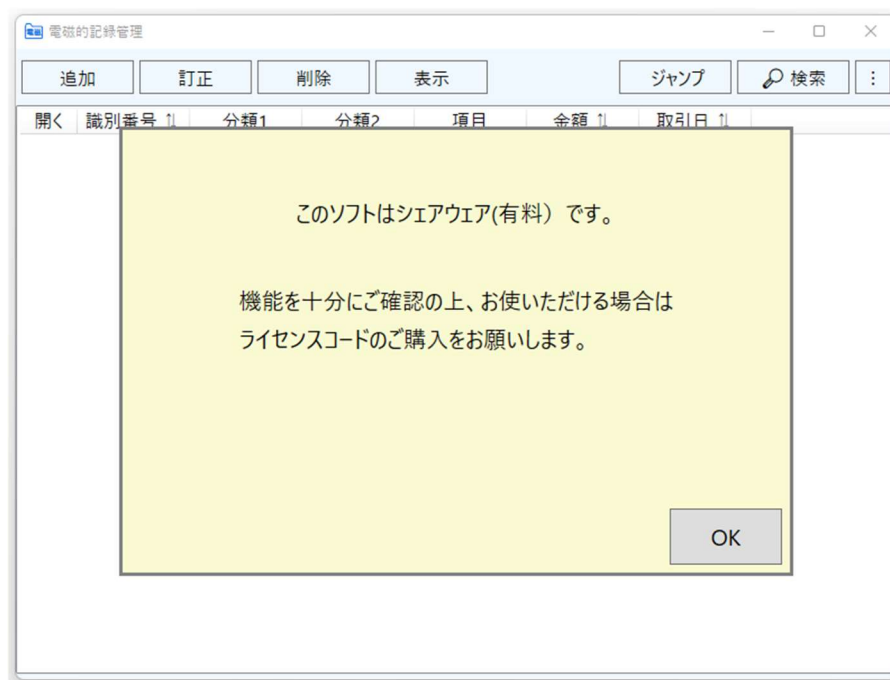 電磁的記録管理
追加 訂正 削除 表示 ジャンプ 検索
開く 識別番号 分類1 分類2 項目 金額 取引日
このソフトはシェアウェア(有料）です。
機能を十分にご確認の上、お使いただける場合は
ライセンスコードのご購入をお願いします。
OK